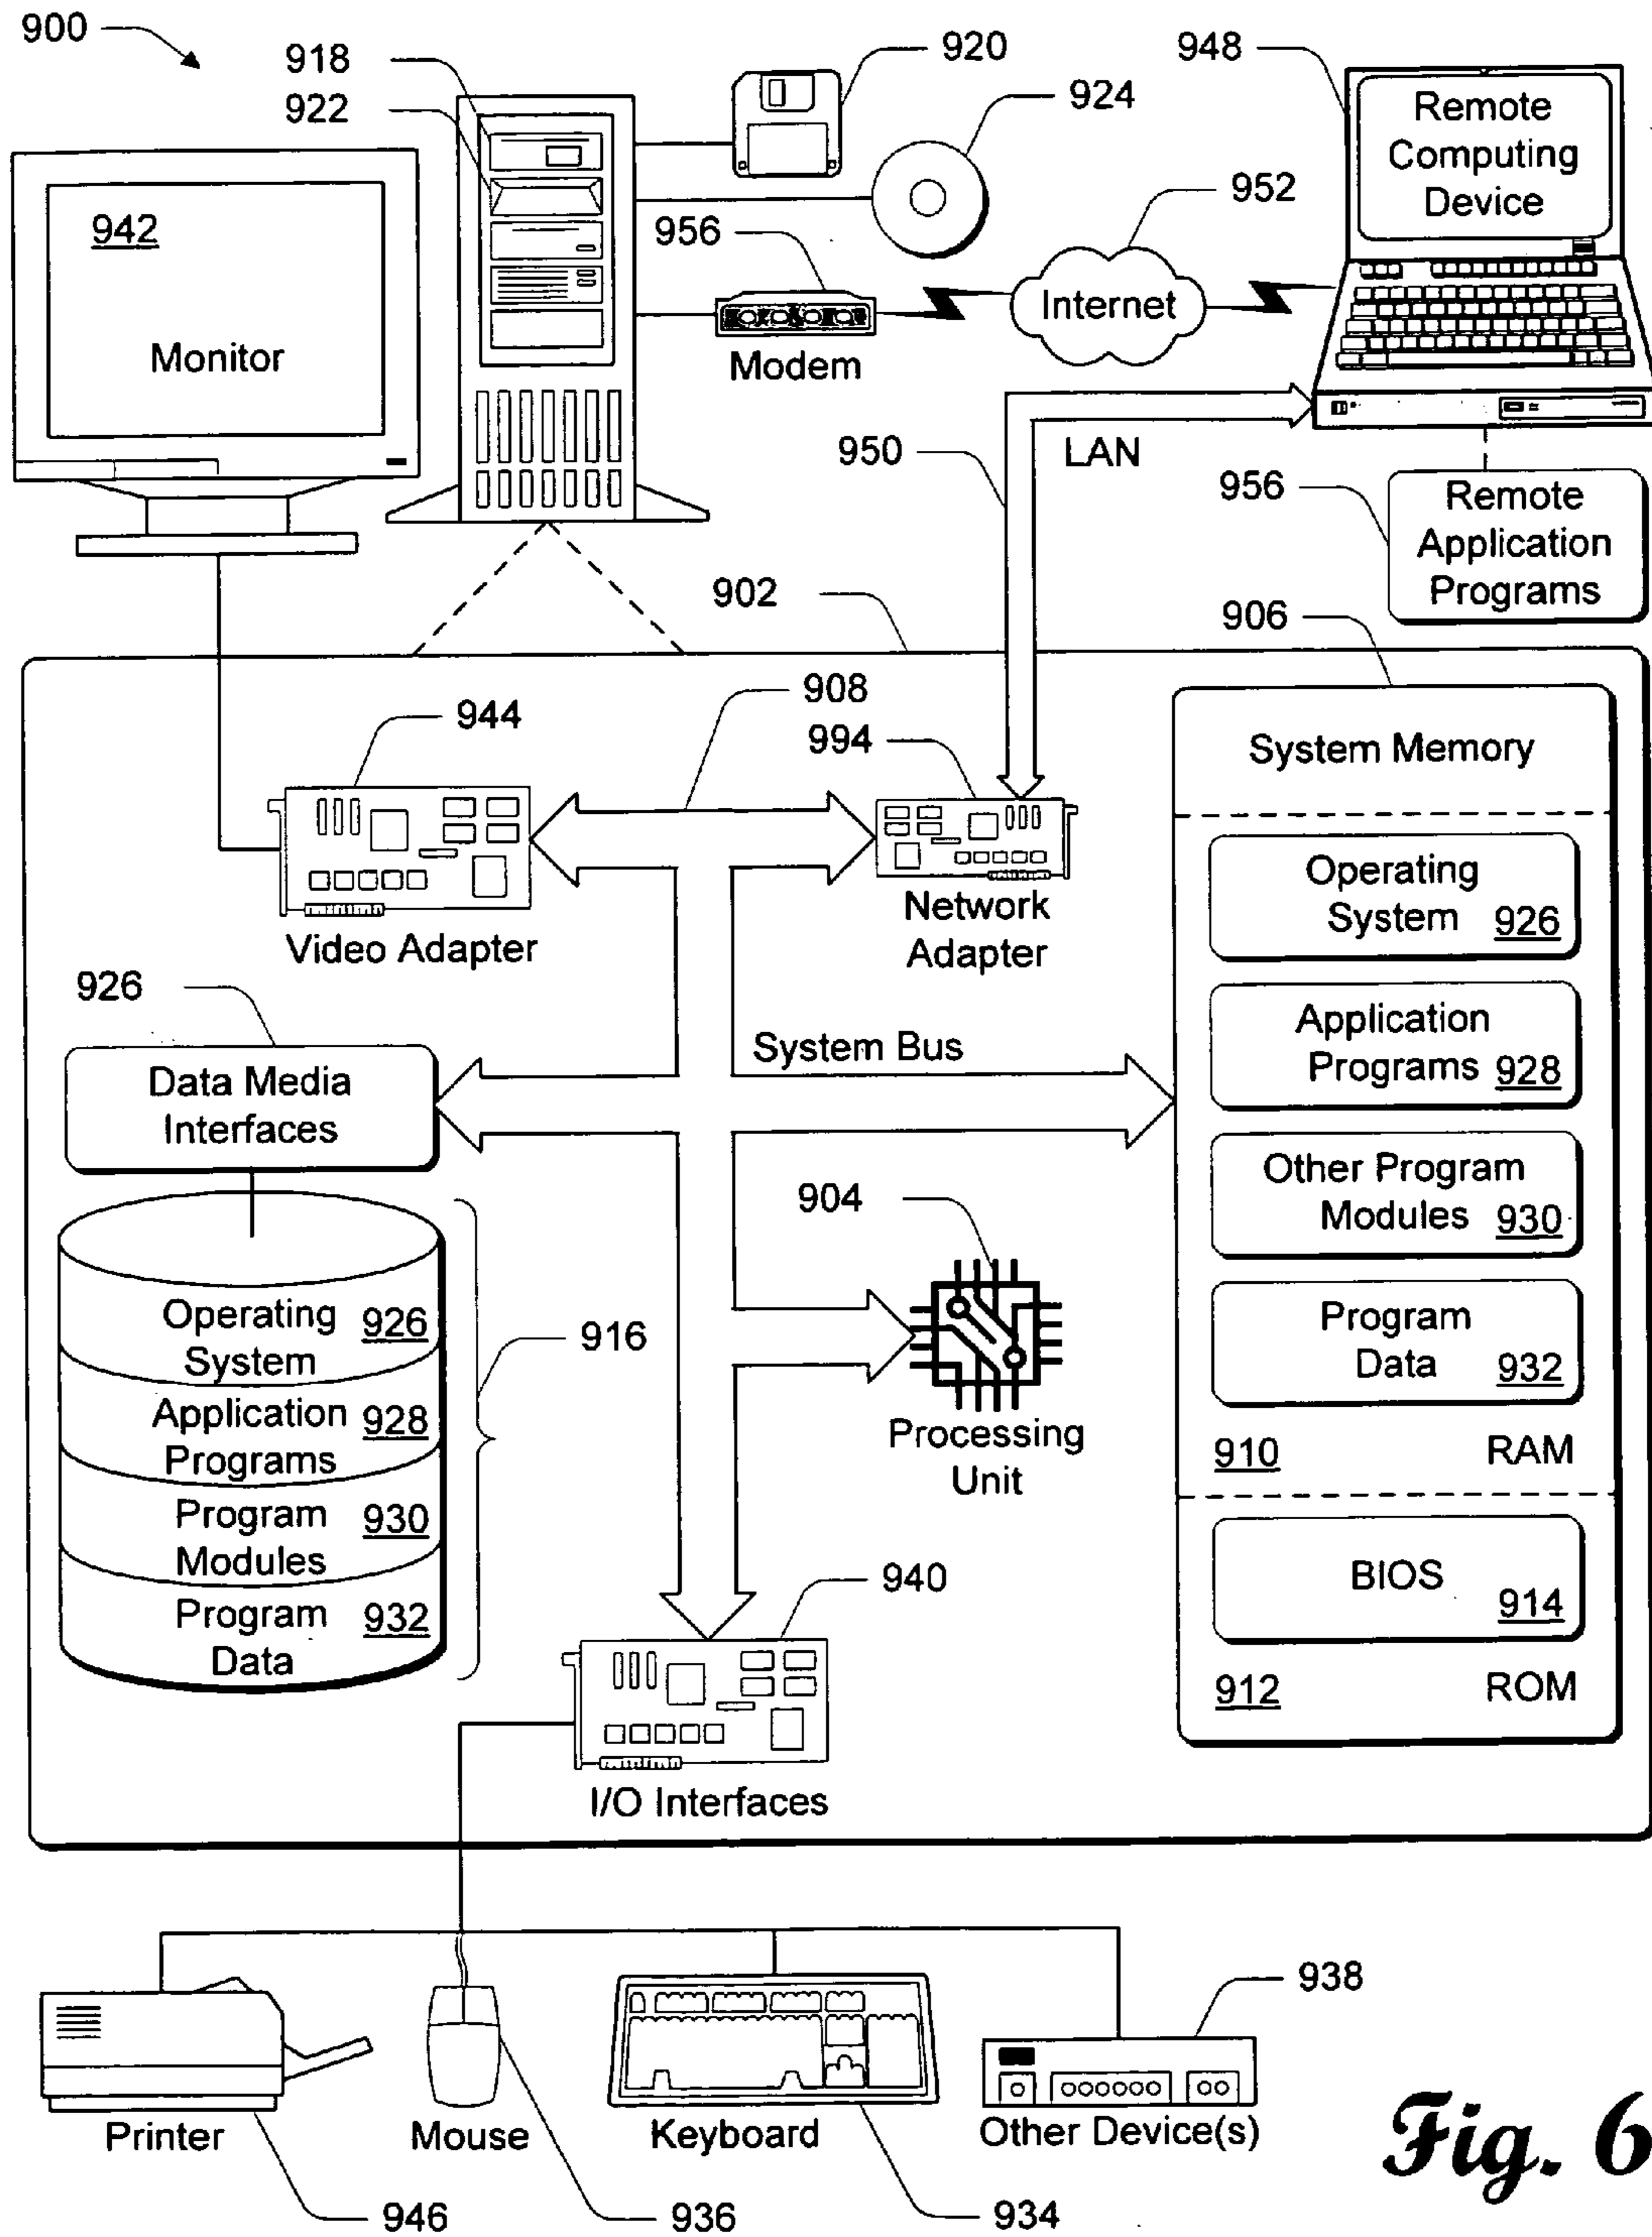 900
918
922
920
924
948
Remote
Computing
Device
942
Monitor
956
Modem
952
Internet
950
LAN
956
Remote
Application
Programs
902
906
908
944
994
Video Adapter
Network
Adapter
System Memory
Operating
System 926
Application
Programs 928
Other Program
Modules 930
Program
Data 932
910 RAM
BIOS
914
912 ROM
926
Data Media
Interfaces
System Bus
904
Processing
Unit
Operating
System 926
Application
Programs 928
Program
Modules 930
Program
Data 932
916
940
I/O Interfaces
938
Printer
Mouse
Keyboard
Other Device(s)
946
936
934
Fig. 6